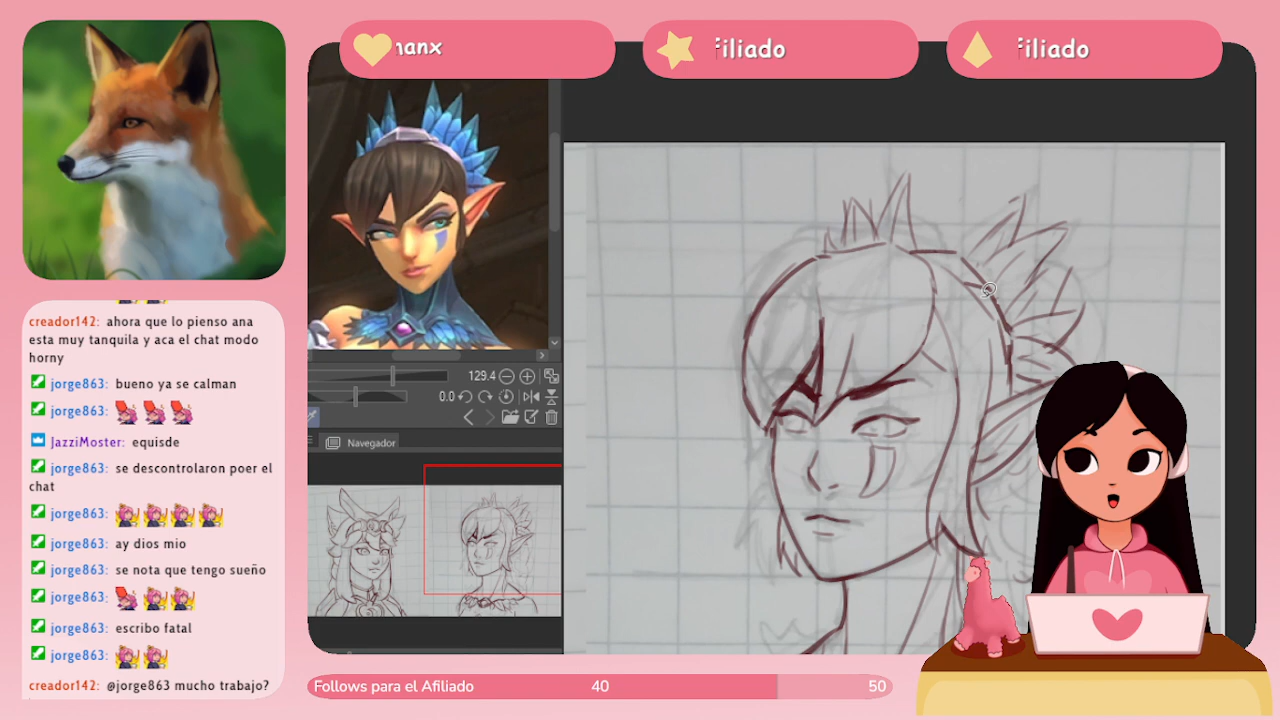 filiado
filiado
creador142: ahora que lo pienso ana
esta muy tanquila y aca el chat modo
horny
jorge863: bueno ya se calman
jorge863:
JazziMoster: equisde
jorge863: se descontrolaron poer el
chat
jorge863:
jorge863: ay dios mio
jorge863: se nota que tengo sueño
jorge863:
jorge863: escribo fatal
jorge863:
creador142: @jorge863 mucho trabajo?
129.4
0.0
Navegador
Follows para el Afiliado 40 50